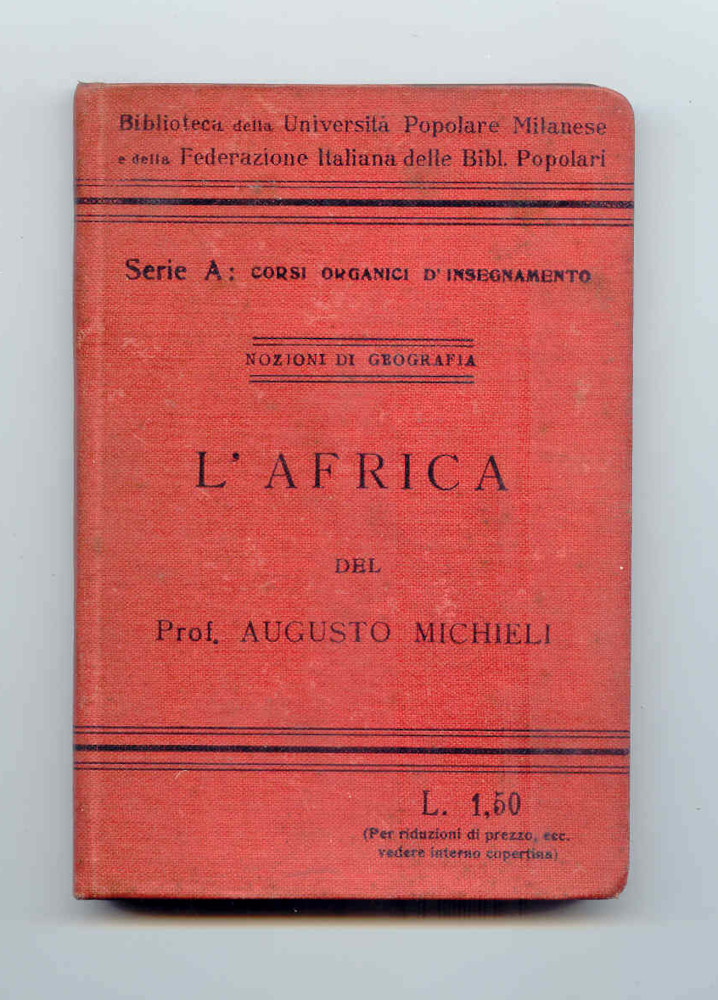 Biblioteca della Università Popolare Milanese
e della Federazione Italiana delle Bibl. Popolari
Serie A: CORSI ORGANICI D'INSEGNAMENTO
NOZIONI DI GEOGRAFIA
L'AFRICA
DEL
Prof. AUGUSTO MICHIELI
L. 1,50
(Per riduzioni di prezzo, ecc.
vedere interno copertina)